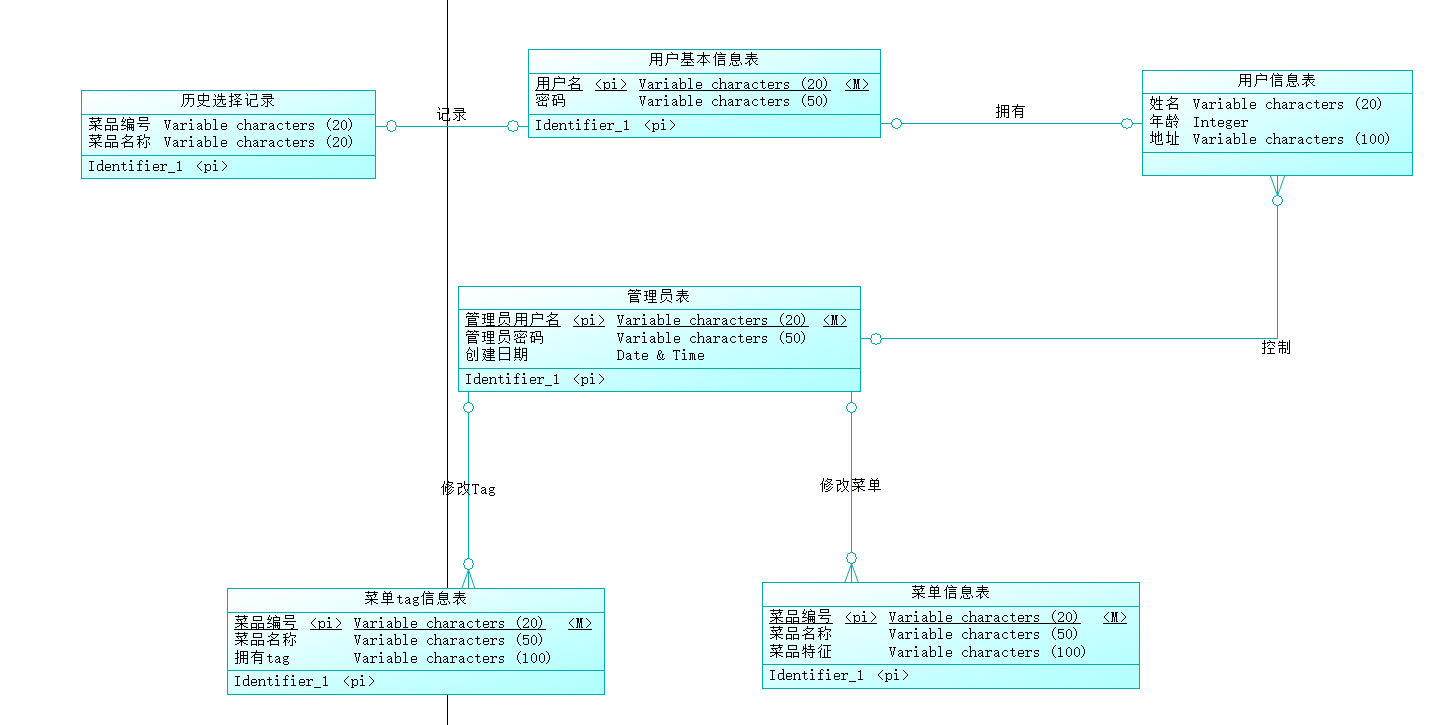 用户基本信息表
用户名 <pi> Variable characters (20) <M>
密码 Variable characters (50)
Identifier_1 <pi>
历史选择记录
菜品编号 Variable characters (20)
菜品名称 Variable characters (20)
Identifier_1 <pi>
记录
拥有
用户信息表
姓名 Variable characters (20)
年龄 Integer
地址 Variable characters (100)
管理员表
管理员用户名 <pi> Variable characters (20) <M>
管理员密码 Variable characters (50)
创建日期 Date & Time
Identifier_1 <pi>
控制
修改Tag
修改菜单
菜单tag信息表
菜品编号 <pi> Variable characters (20) <M>
菜品名称 Variable characters (50)
拥有tag Variable characters (100)
Identifier_1 <pi>
菜单信息表
菜品编号 <pi> Variable characters (20) <M>
菜品名称 Variable characters (50)
菜品特征 Variable characters (100)
Identifier_1 <pi>